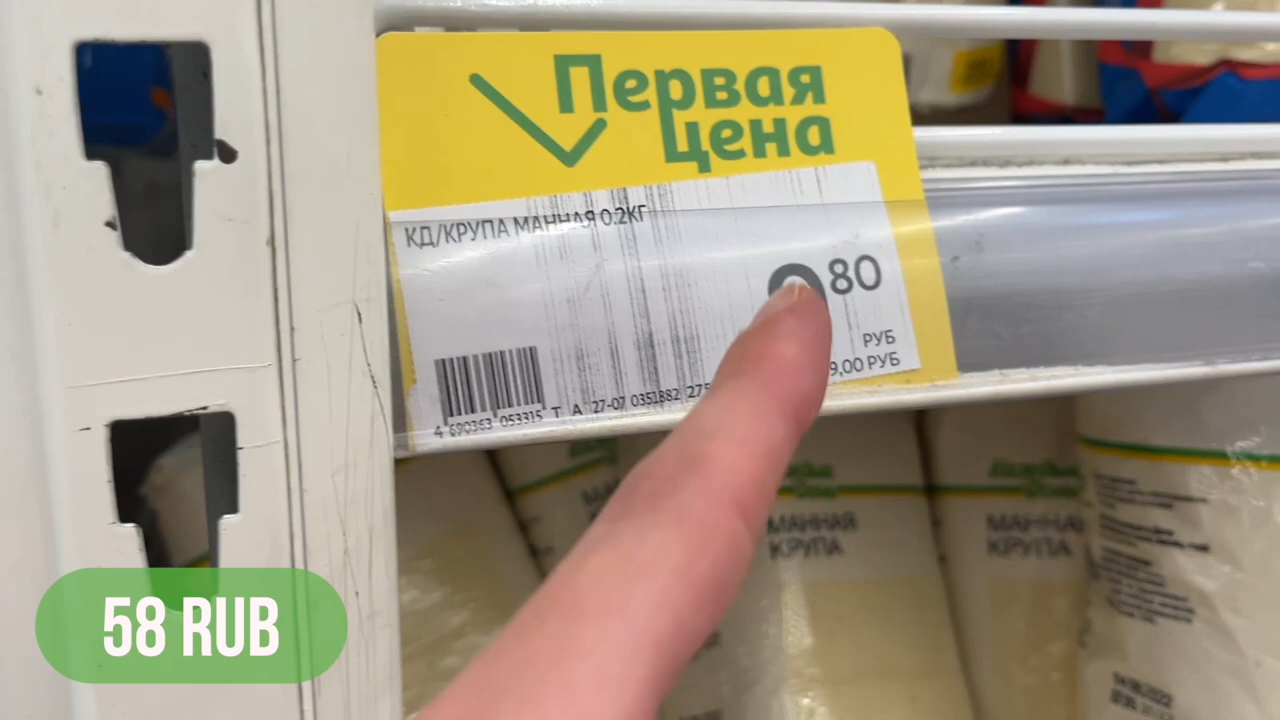 Первая
цена
КД/КРУПА МАННАЯ 0.2КГ
80
РУБ
9,00 РУБ
4 690363 053315 Т А 27-07 0351882 275
МАННАЯ
КРУПА
МАННАЯ
КРУПА
58 RUB